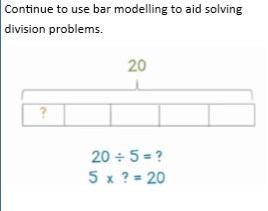 Continue to use bar modelling to aid solving
division problems.
20
?
20 ÷ 5 = ?
5 x ? = 20